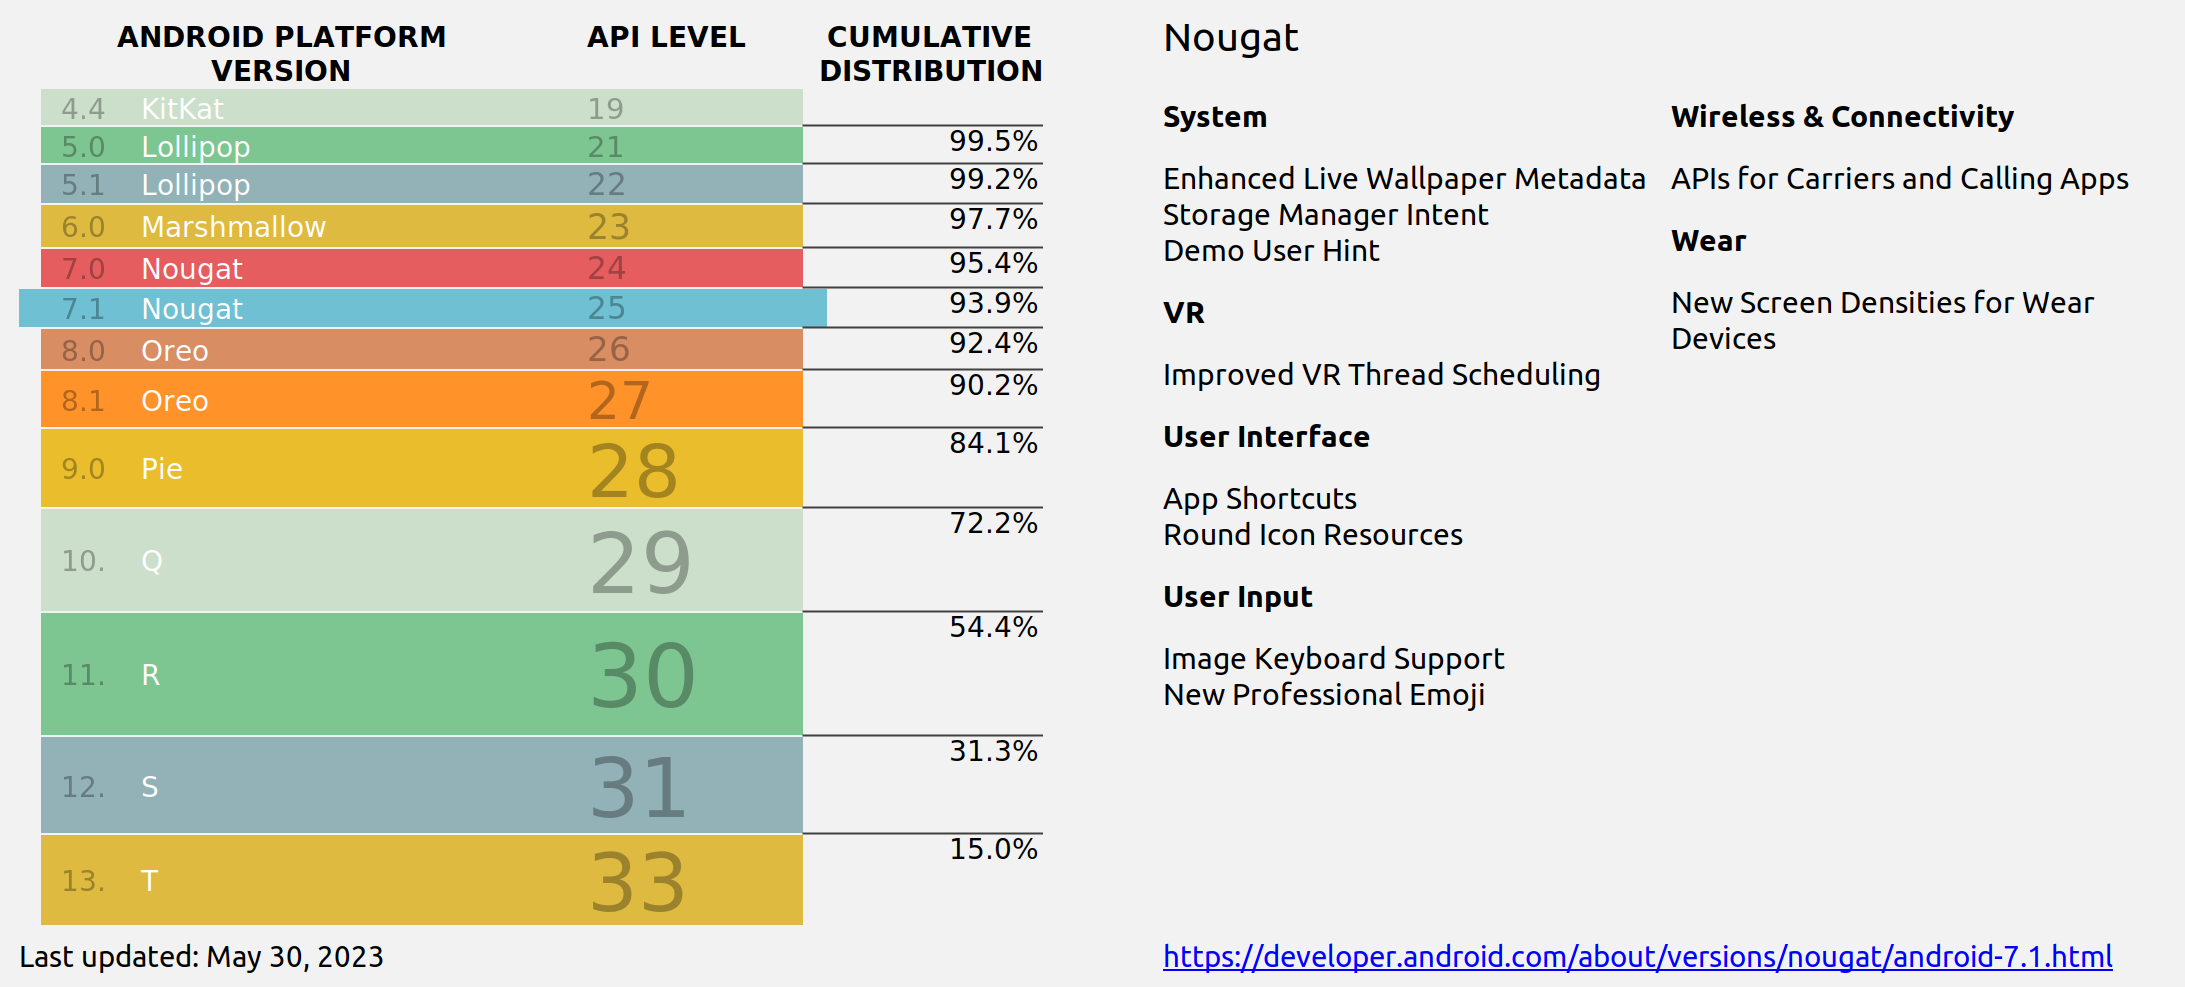 ANDROID PLATFORM
VERSION
API LEVEL
CUMULATIVE
DISTRIBUTION
4.4 KitKat 19
99.5%
5.0 Lollipop 21
99.2%
5.1 Lollipop 22
97.7%
6.0 Marshmallow 23
95.4%
7.0 Nougat 24
93.9%
7.1 Nougat 25
92.4%
8.0 Oreo 26
90.2%
8.1 Oreo 27
84.1%
9.0 Pie 28
72.2%
10. Q 29
54.4%
11. R 30
31.3%
12. S 31
15.0%
13. T 33
Last updated: May 30, 2023
Nougat
System
Enhanced Live Wallpaper Metadata
Storage Manager Intent
Demo User Hint
VR
Improved VR Thread Scheduling
User Interface
App Shortcuts
Round Icon Resources
User Input
Image Keyboard Support
New Professional Emoji
Wireless & Connectivity
APIs for Carriers and Calling Apps
Wear
New Screen Densities for Wear
Devices
https://developer.android.com/about/versions/nougat/android-7.1.html